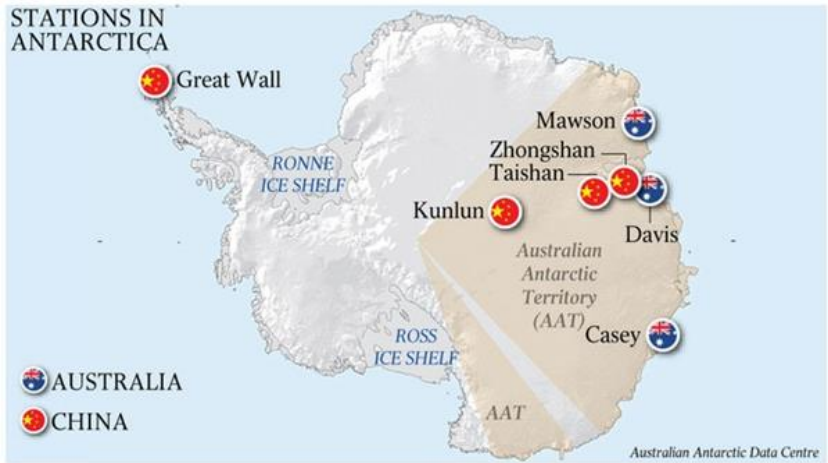 STATIONS IN
ANTARCTICA
Great Wall
Mawson
Zhongshan
Taishan
RONNE
ICE SHELF
Kunlun
Davis
Australian
Antarctic
Territory
(AAT)
Casey
ROSS
ICE SHELF
AUSTRALIA
AAT
CHINA
Australian Antarctic Data Centre